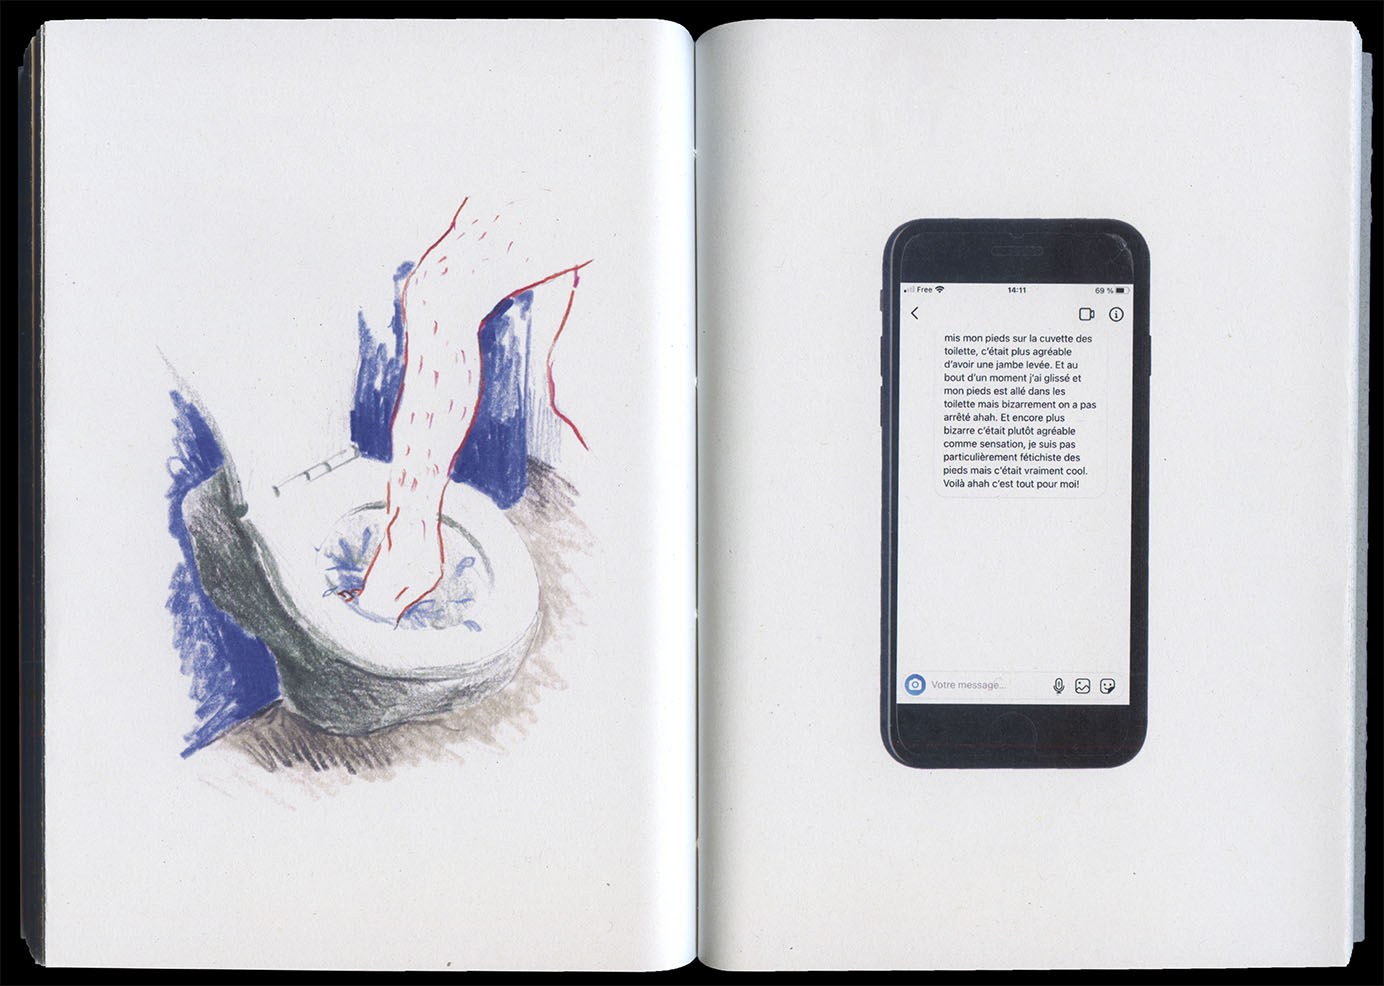 Free 14:11 69 %
mis mon pieds sur la cuvette des
toilette, c'était plus agréable
d'avoir une jambe levée. Et au
bout d'un moment j'ai glissé et
mon pieds est allé dans les
toilette mais bizarrement on a pas
arrêté ahah. Et encore plus
bizarre c'était plutôt agréable
comme sensation, je suis pas
particulièrement fétichiste des
pieds mais c'était vraiment cool.
Voilà ahah c'est tout pour moi!
Votre message...